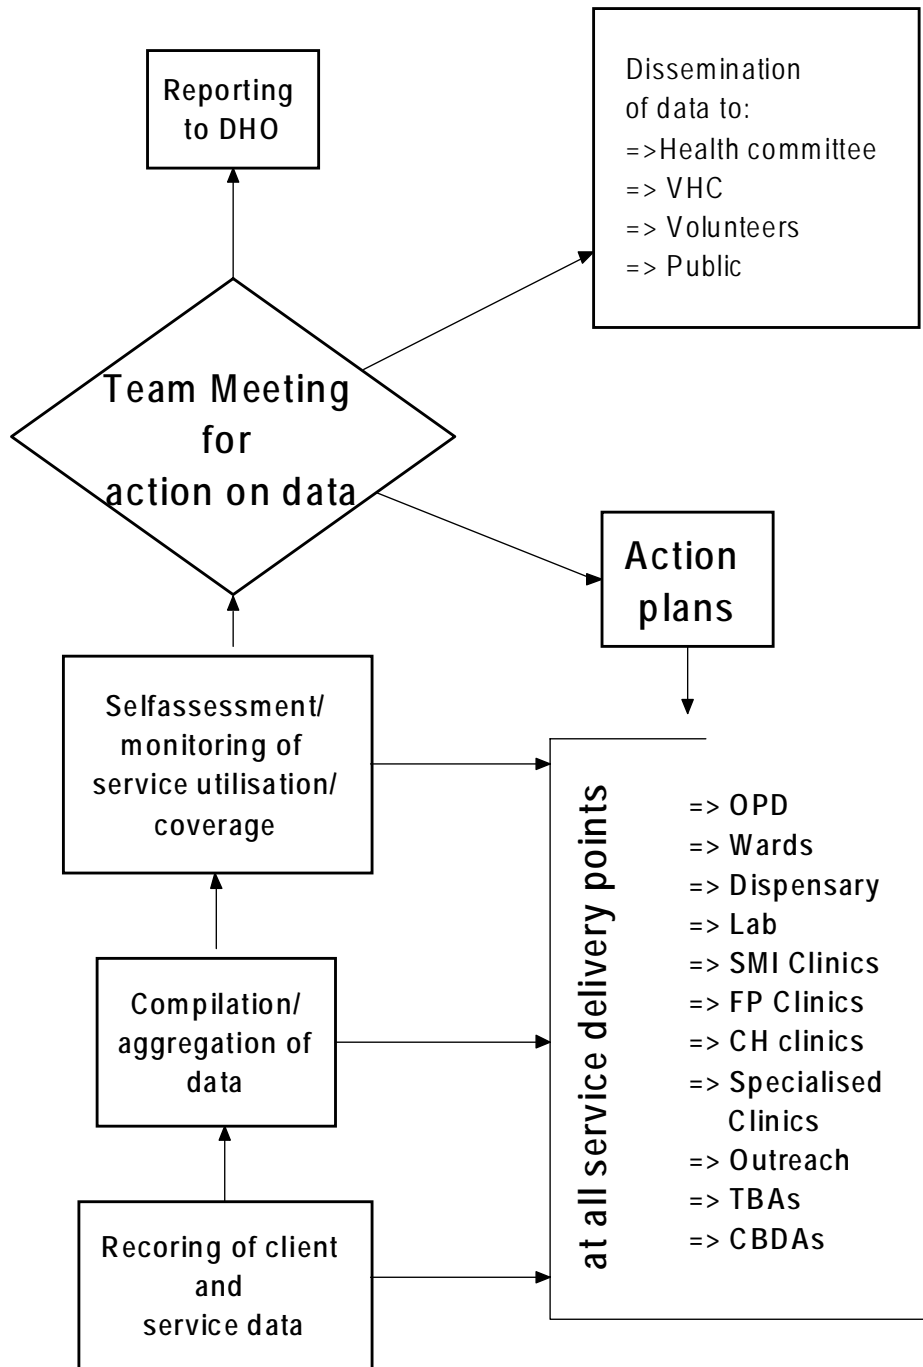 Reporting
to DHO
Dissemination
of data to:
=>Health committee
=> VHC
=> Volunteers
=> Public
Team Meeting
for
action on data
Action
plans
Selfassessment/
monitoring of
service utilisation/
coverage
Compilation/
aggregation of
data
Recoring of client
and
service data
at all service delivery points
=> OPD
=> Wards
=> Dispensary
=> Lab
=> SMI Clinics
=> FP Clinics
=> CH clinics
=> Specialised
Clinics
=> Outreach
=> TBAs
=> CBDAs